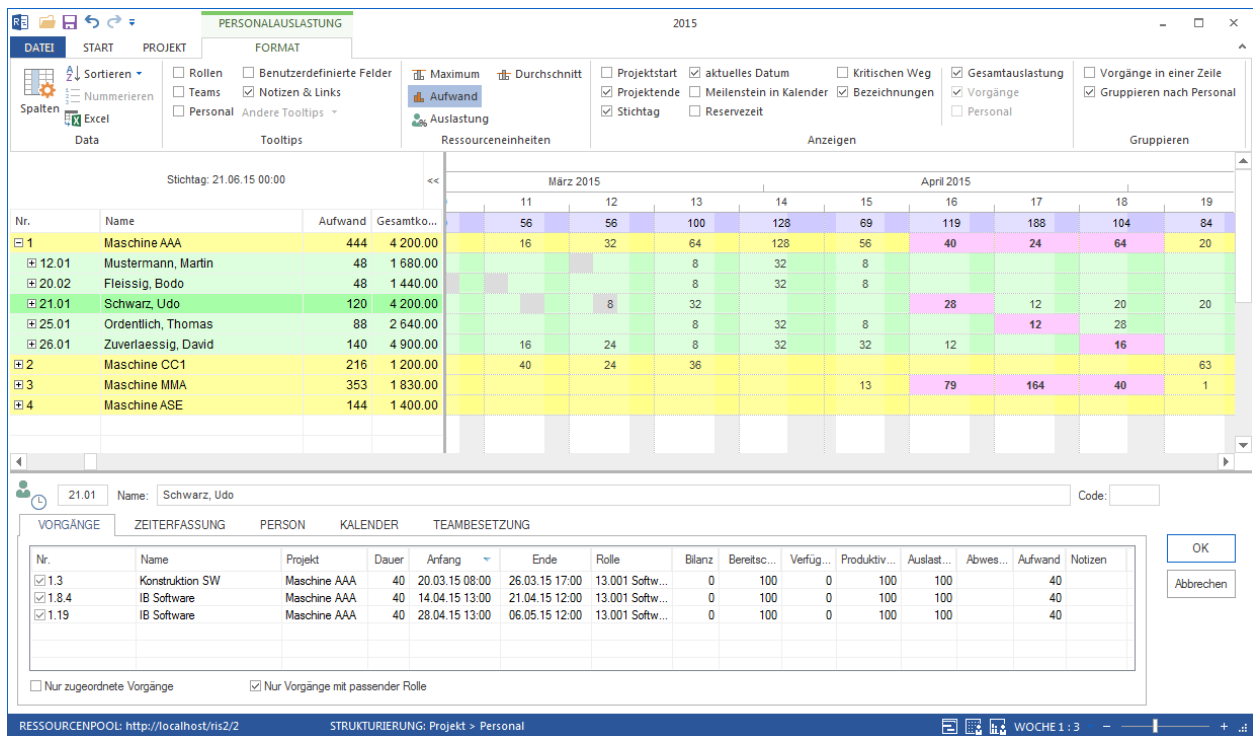 PERSONALAUSLASTUNG 2015
DATEI START PROJEKT FORMAT
Spalten
Sortieren
Nummerieren
Excel
Data
Rollen Benutzerdefinierte Felder
Teams Notizen & Links
Personal Andere Tooltips
Tooltips
Maximum Durchschnitt
Aufwand
Auslastung
Ressourceneinheiten
Projektstart aktuelles Datum Kritischen Weg Gesamtauslastung
Projektende Meilenstein in Kalender Bezeichnungen Vorgänge
Stichtag Reservezeit Personal
Anzeigen
Vorgänge in einer Zeile
Gruppieren nach Personal
Gruppieren
Stichtag: 21.06.15 00:00 <<
März 2015 April 2015
11 12 13 14 15 16 17 18 19
Nr. Name Aufwand Gesamtko... 56 56 100 128 69 119 188 104 84
1 Maschine AAA 444 4 200.00 16 32 64 128 56 40 24 64 20
12.01 Mustermann, Martin 48 1 680.00 8 32 8
20.02 Fleissig, Bodo 48 1 440.00 8 32 8
21.01 Schwarz, Udo 120 4 200.00 8 32 28 12 20 20
25.01 Ordentlich, Thomas 88 2 640.00 8 32 8 12 28
26.01 Zuverlaessig, David 140 4 900.00 16 24 8 32 32 12 16
2 Maschine CC1 216 1 200.00 40 24 36 63
3 Maschine MMA 353 1 830.00 13 79 164 40 1
4 Maschine ASE 144 1 400.00
21.01 Name: Schwarz, Udo Code:
VORGÄNGE ZEITERFASSUNG PERSON KALENDER TEAMBESETZUNG
Nr. Name Projekt Dauer Anfang Ende Rolle Bilanz Bereitsc... Verfüg... Produktiv... Auslast... Abwes... Aufwand Notizen
1.3 Konstruktion SW Maschine AAA 40 20.03.15 08:00 26.03.15 17:00 13.001 Softw... 0 100 0 100 100 40
1.8.4 IB Software Maschine AAA 40 14.04.15 13:00 21.04.15 12:00 13.001 Softw... 0 100 0 100 100 40
1.19 IB Software Maschine AAA 40 28.04.15 13:00 06.05.15 12:00 13.001 Softw... 0 100 0 100 100 40
OK
Abbrechen
Nur zugeordnete Vorgänge Nur Vorgänge mit passender Rolle
RESSOURCENPOOL: http://localhost/ris2/2 STRUKTURIERUNG: Projekt > Personal WOCHE 1 : 3